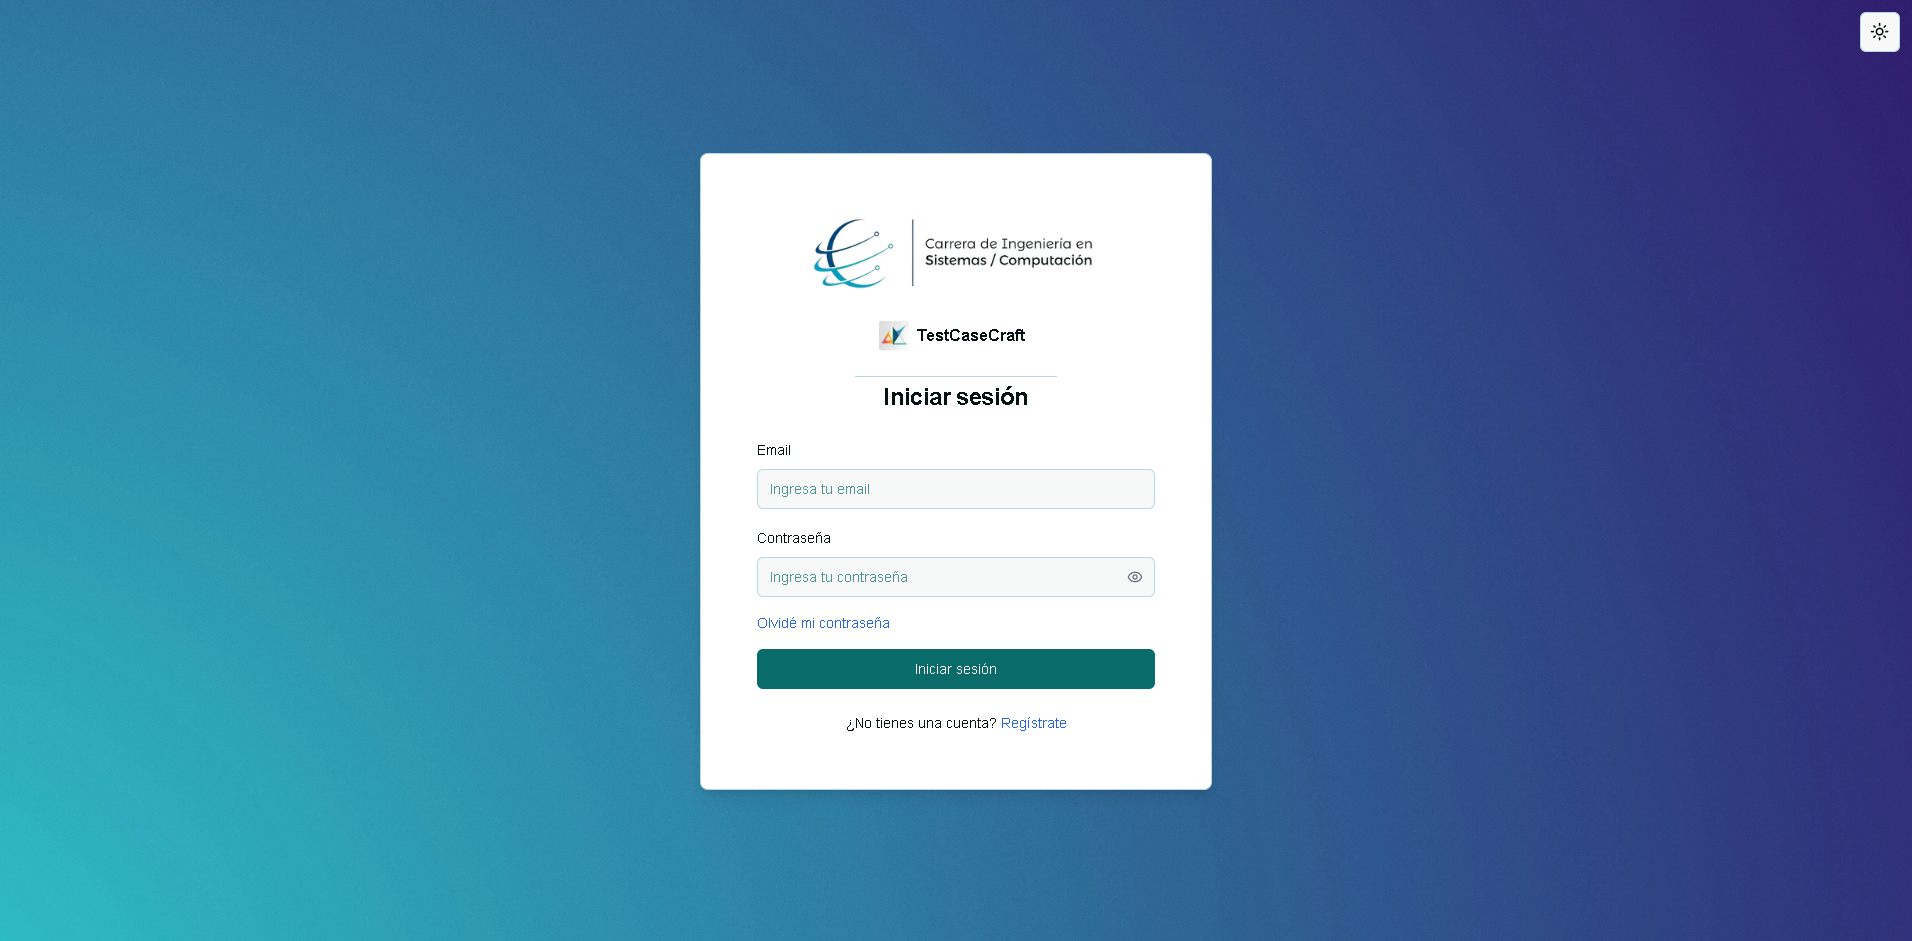 Carrera de Ingeniería en
Sistemas / Computación
TestCaseCraft
Iniciar sesión
Email
Ingresa tu email
Contraseña
Ingresa tu contraseña
Olvidé mi contraseña
Iniciar sesión
¿No tienes una cuenta? Regístrate